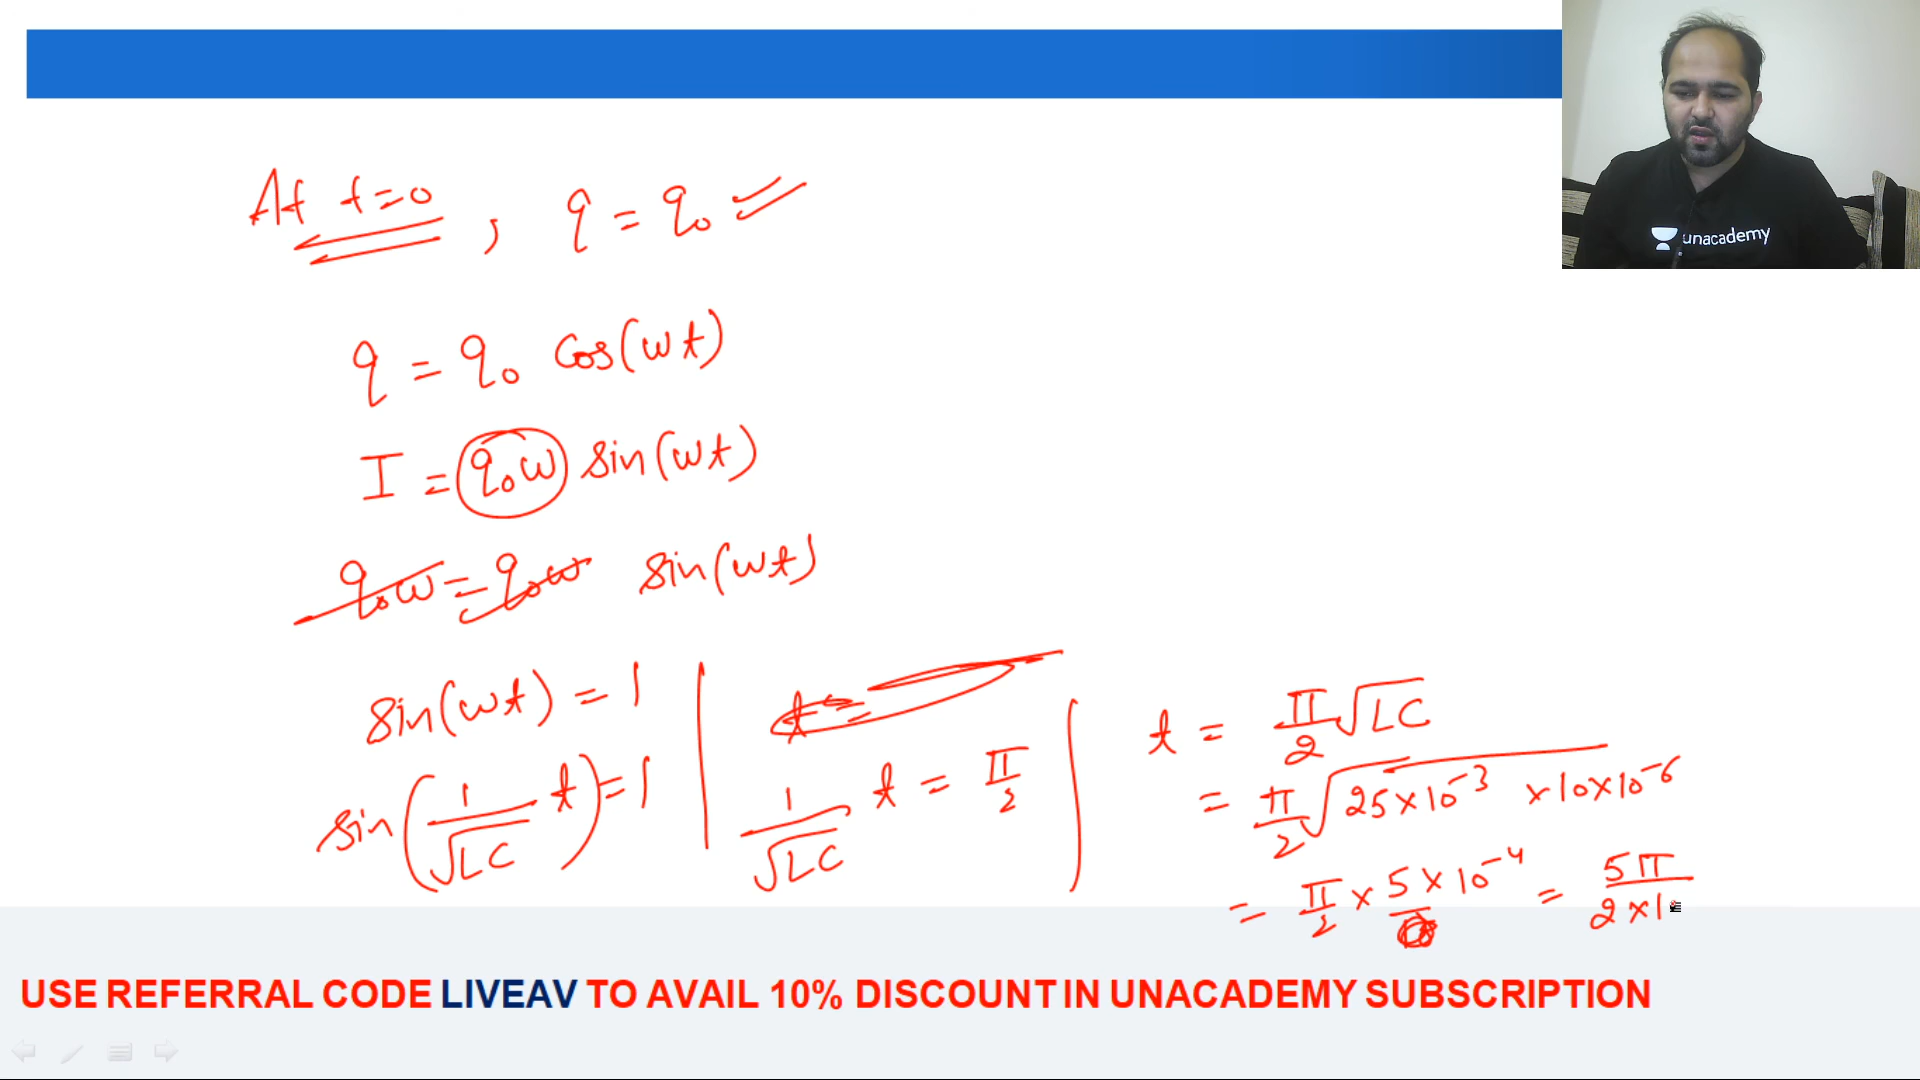 unacademy
At t=0 , q = q₀
q = q₀ cos(ωt)
I = q₀ω sin(ωt)
q₀ω = q₀ω sin(ωt)
sin(ωt) = 1
sin(1/√LC t) = 1
t =
1/√LC t = π/2
t = π/2 √LC
= π/2 √25×10⁻³ ×10×10⁻⁶
= π/2 × 5×10⁻⁴ = 5π/2×1
USE REFERRAL CODE LIVEAV TO AVAIL 10% DISCOUNT IN UNACADEMY SUBSCRIPTION